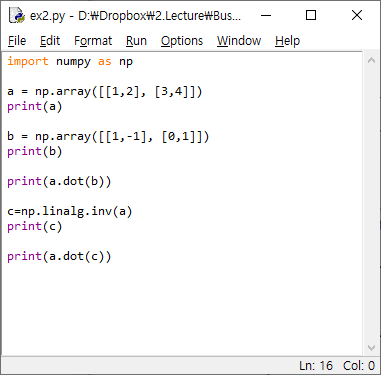 ex2.py - D:₩Dropbox₩2.Lecture₩Bus...
File Edit Format Run Options Window Help
import numpy as np
a = np.array([[1,2], [3,4]])
print(a)
b = np.array([[1,-1], [0,1]])
print(b)
print(a.dot(b))
c=np.linalg.inv(a)
print(c)
print(a.dot(c))
Ln: 16 Col: 0